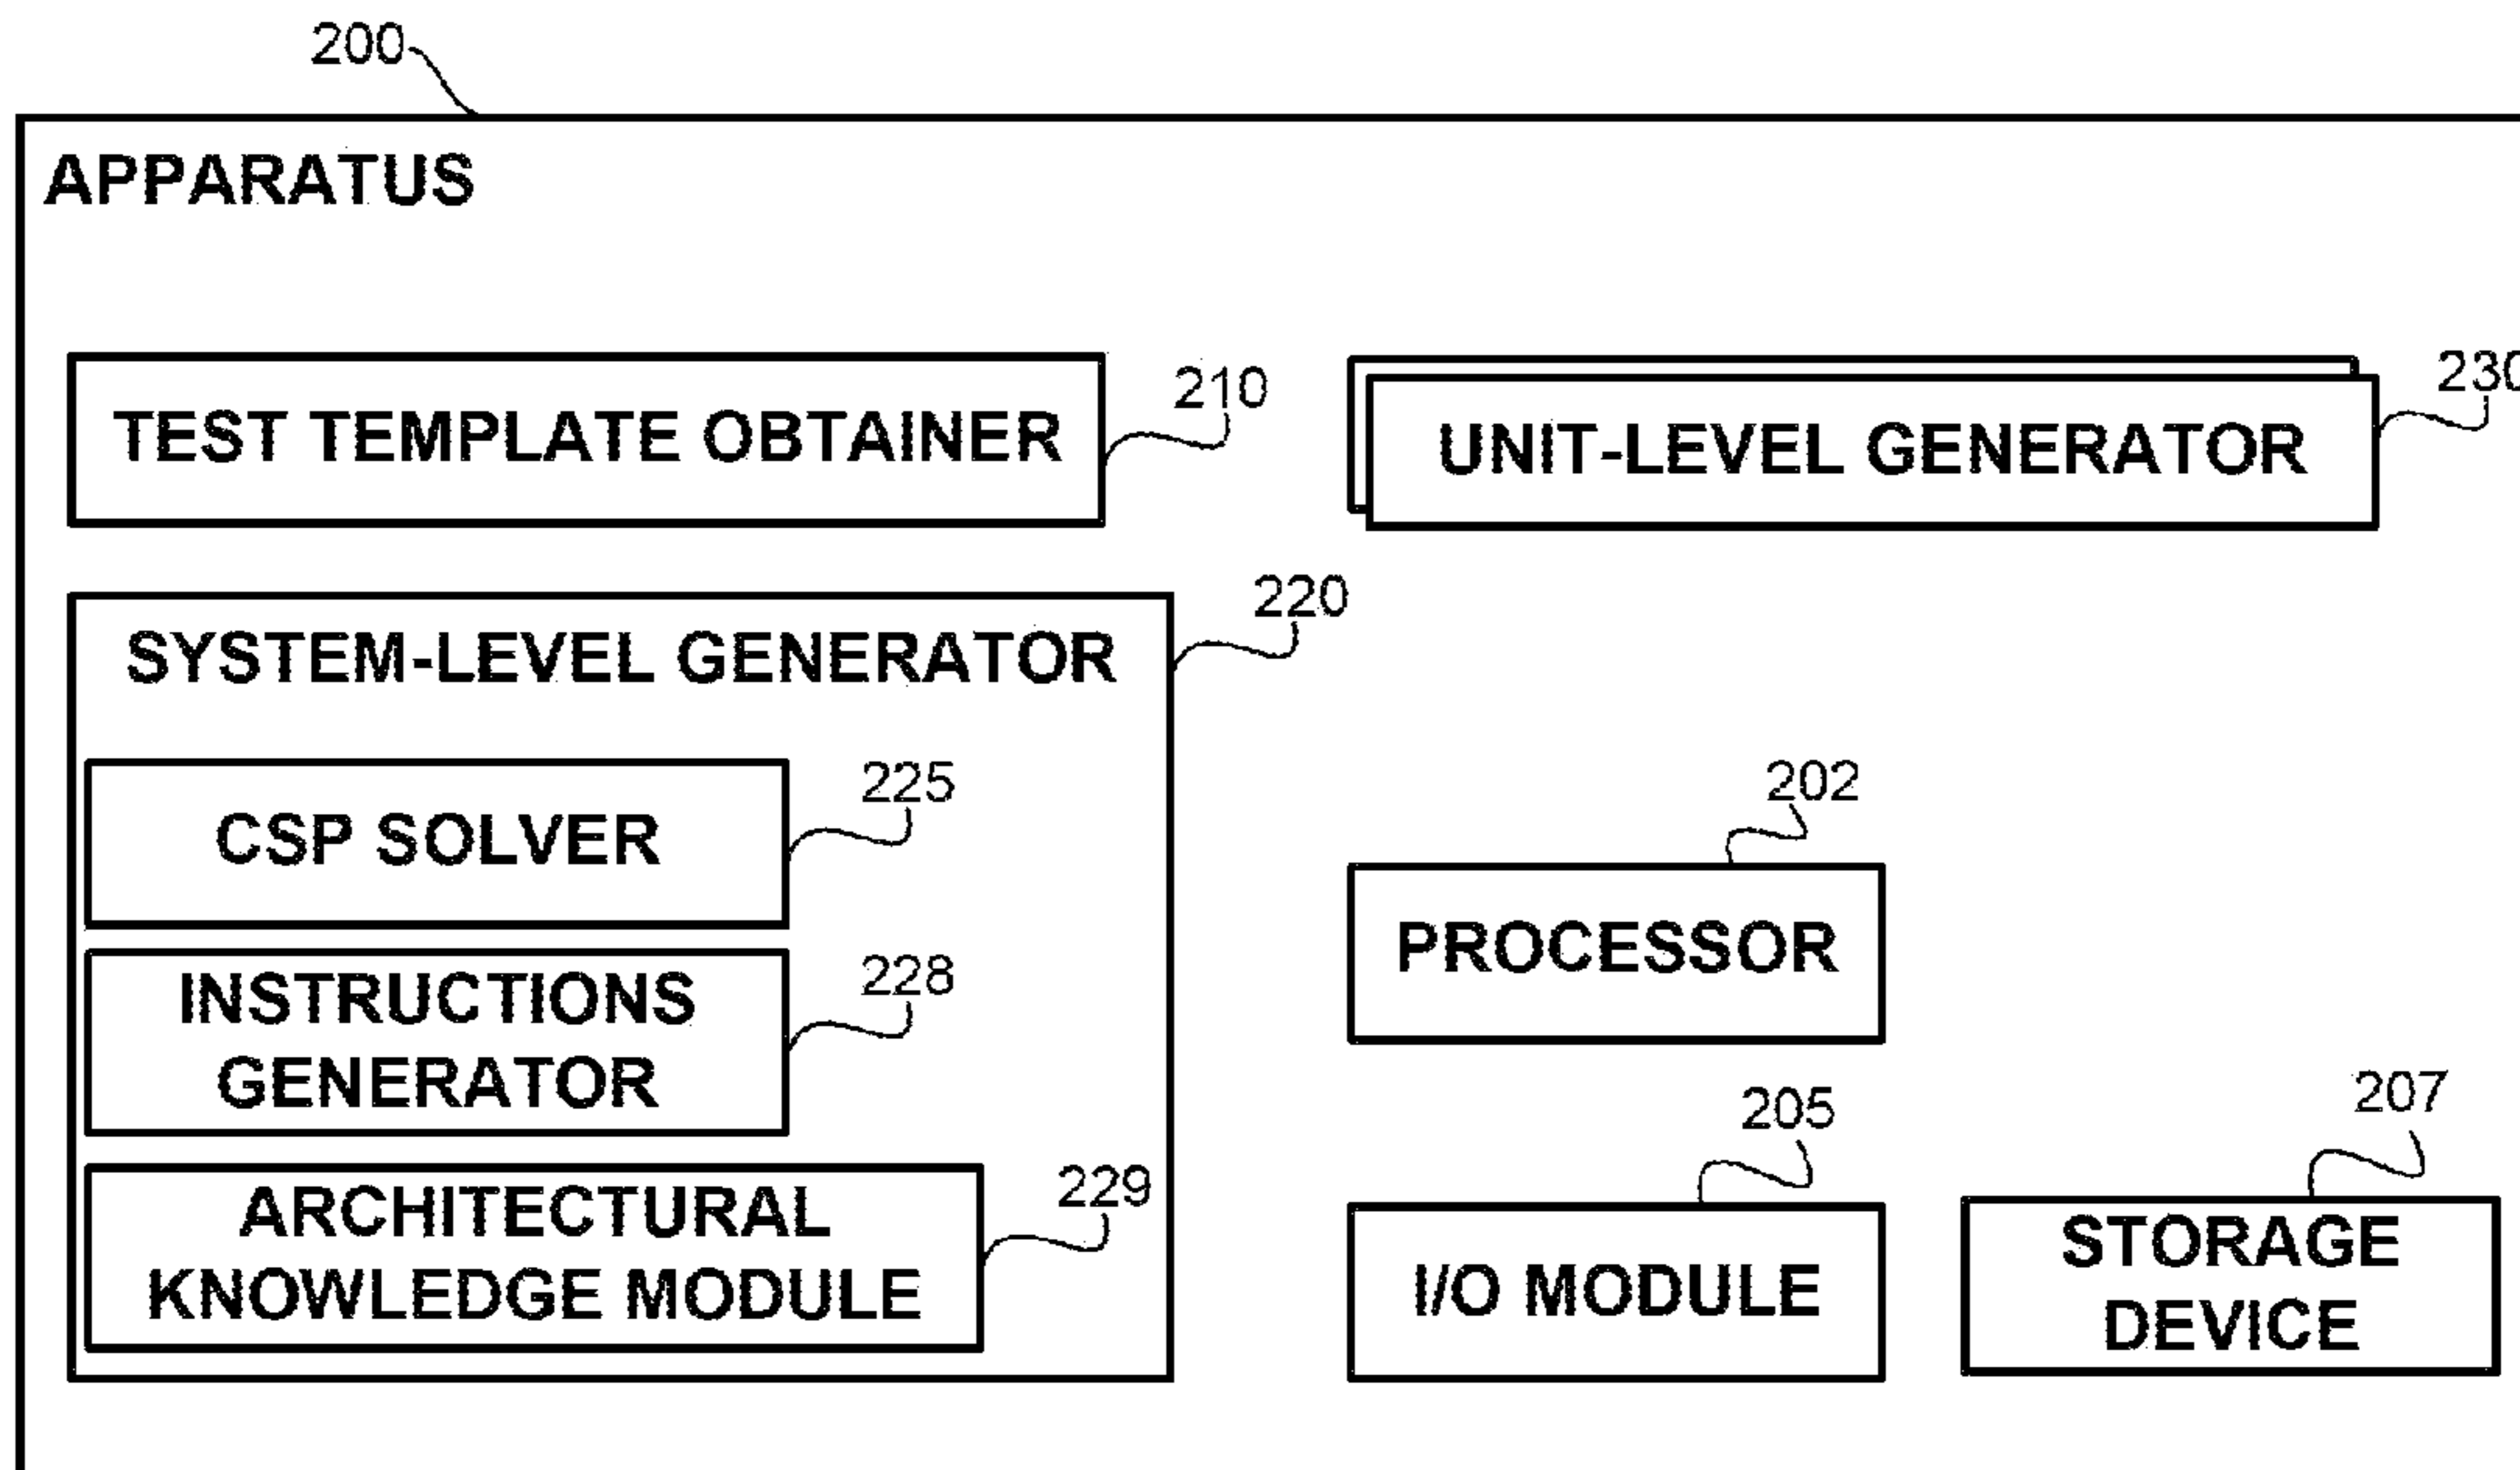 200
APPARATUS
TEST TEMPLATE OBTAINER
210
UNIT-LEVEL GENERATOR
230
SYSTEM-LEVEL GENERATOR
220
CSP SOLVER
225
INSTRUCTIONS
GENERATOR
228
ARCHITECTURAL
KNOWLEDGE MODULE
229
PROCESSOR
202
I/O MODULE
205
STORAGE
DEVICE
207